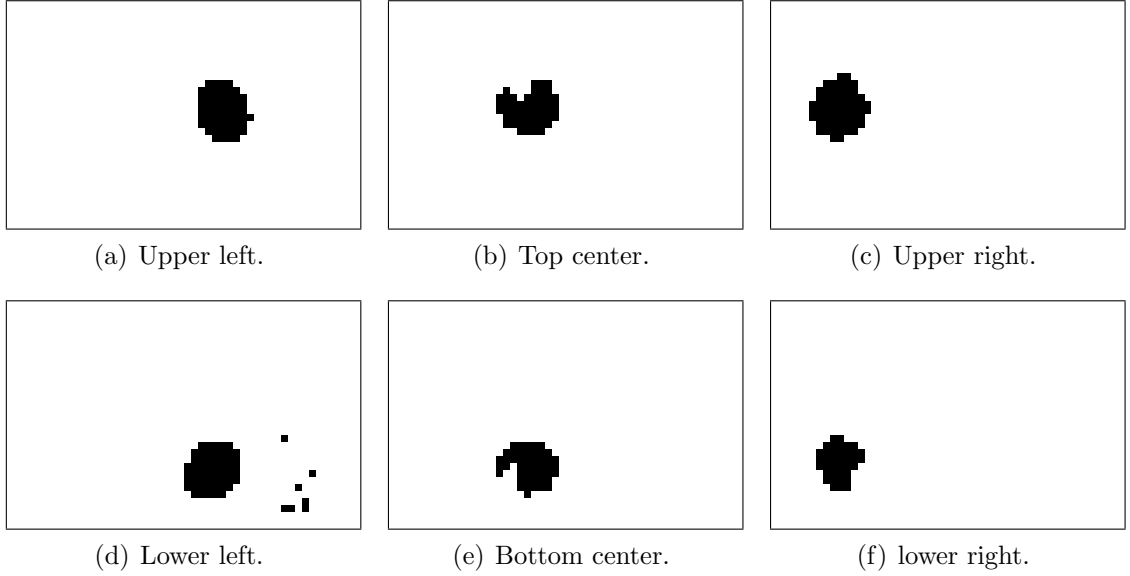 (a) Upper left.
(b) Top center.
(c) Upper right.
(d) Lower left.
(e) Bottom center.
(f) lower right.